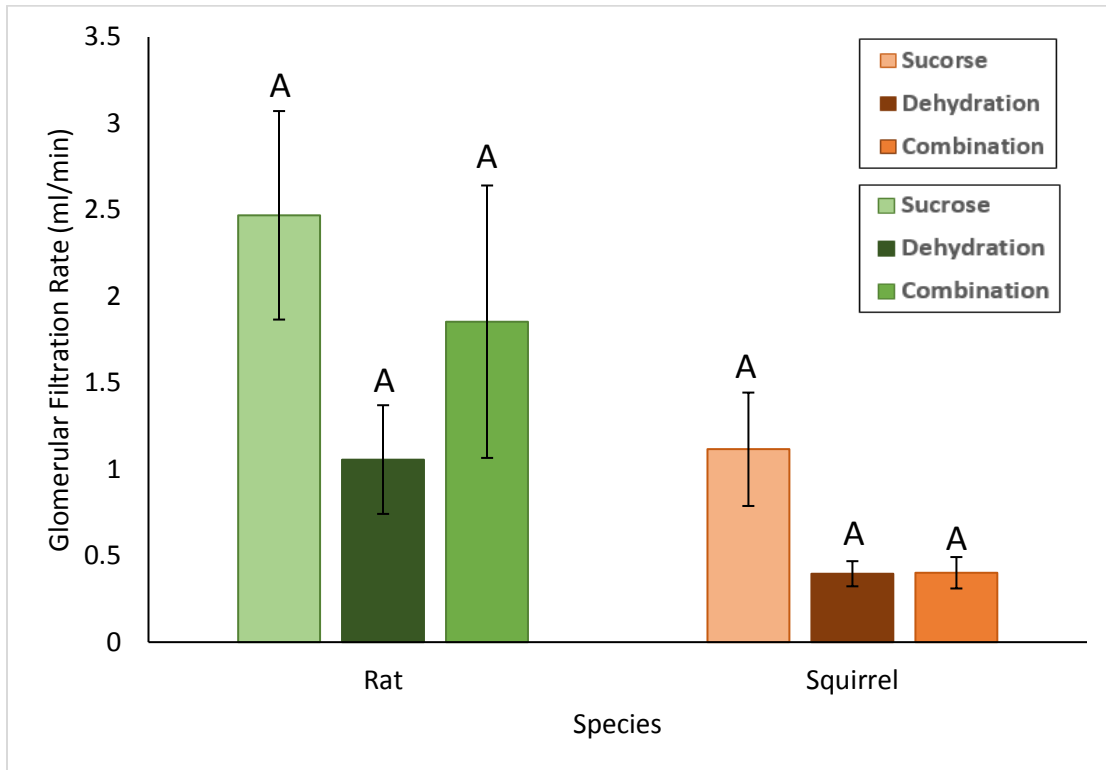 3.5
3
2.5
2
1.5
1
0.5
0
Glomerular Filtration Rate (ml/min)
A
A
A
A
A
A
Rat
Squirrel
Species
Sucorse
Dehydration
Combination
Sucrose
Dehydration
Combination